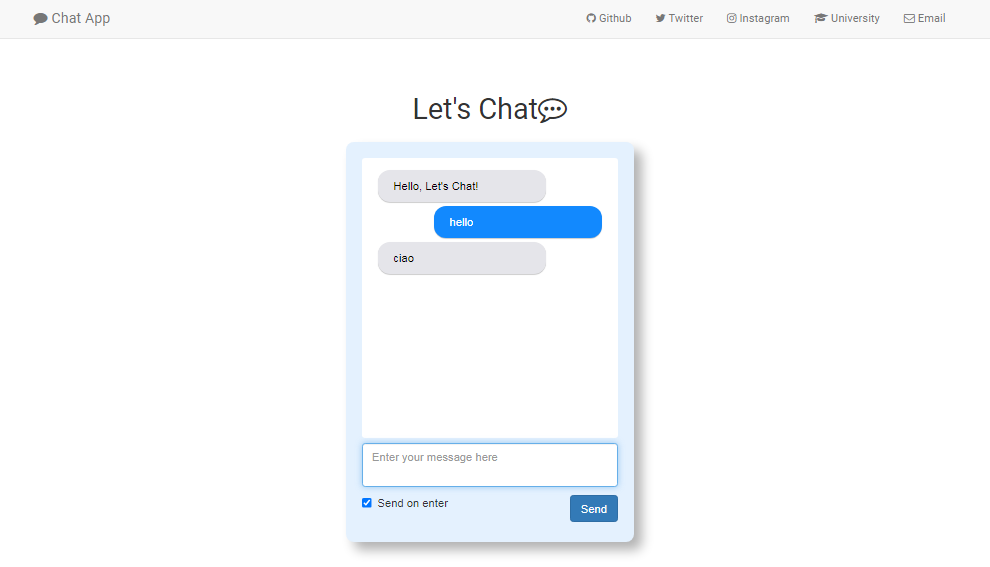 Chat App Github Twitter Instagram University Email
Let's Chat
Hello, Let's Chat!
hello
ciao
Enter your message here
Send on enter Send